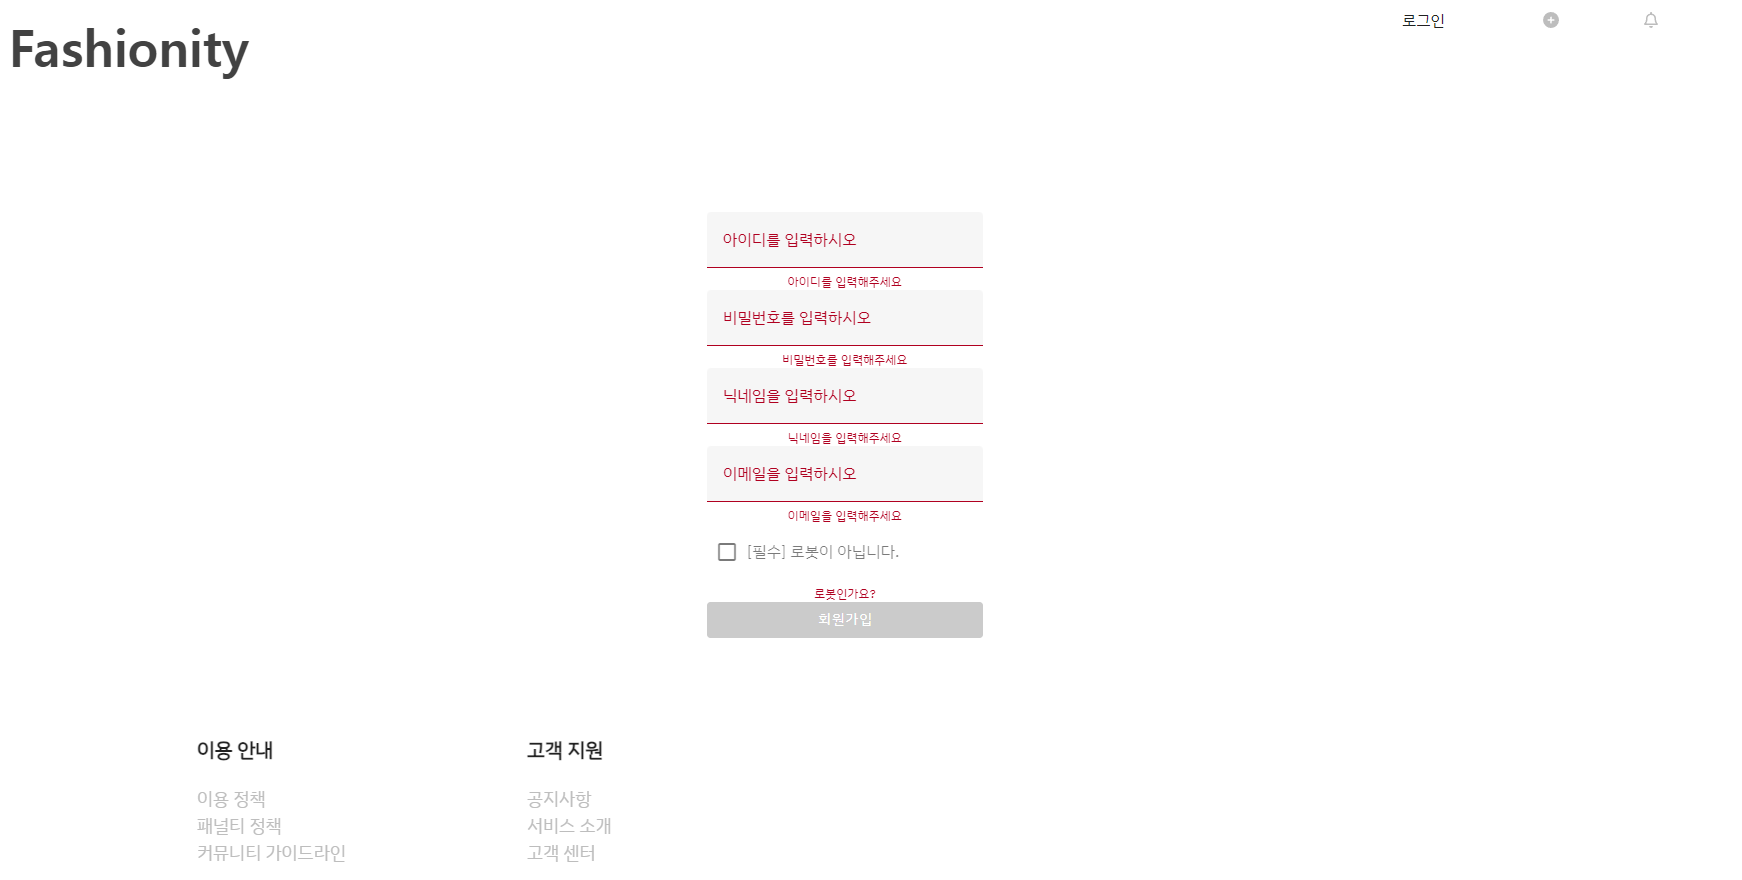 Fashionity
로그인
아이디를 입력하시오
아이디를 입력해주세요
비밀번호를 입력하시오
비밀번호를 입력해주세요
닉네임을 입력하시오
닉네임을 입력해주세요
이메일을 입력하시오
이메일을 입력해주세요
[필수] 로봇이 아닙니다.
로봇인가요?
회원가입
이용 안내
이용 정책
패널티 정책
커뮤니티 가이드라인
고객 지원
공지사항
서비스 소개
고객 센터